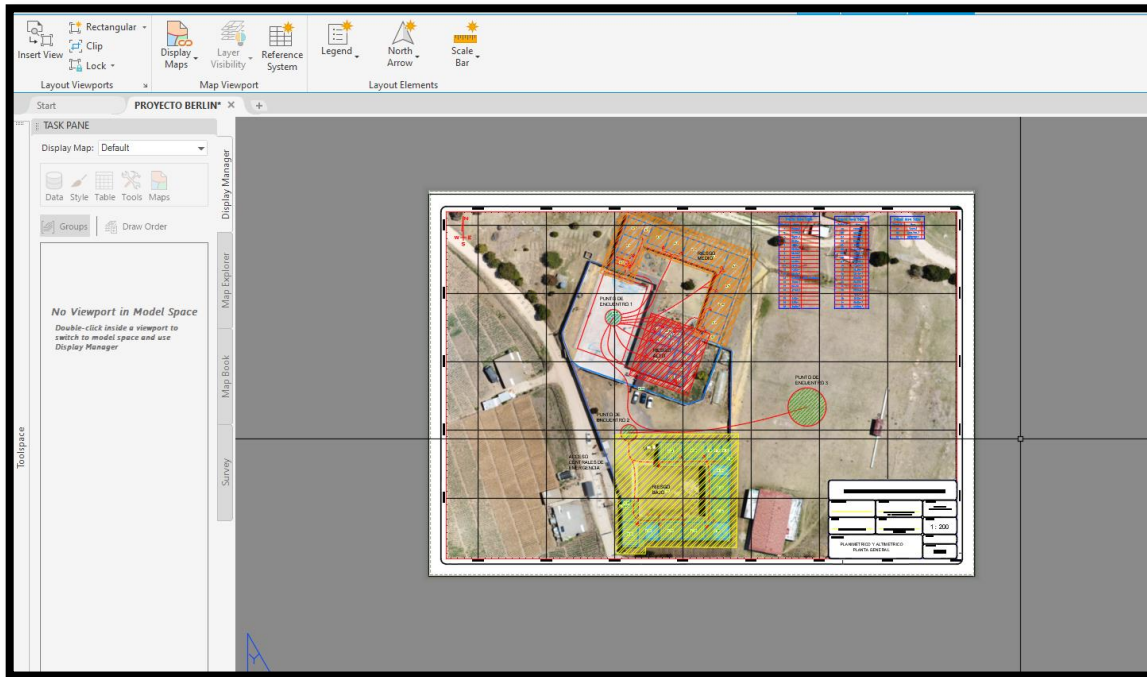 Insert View
Rectangular
Clip
Lock
Layout Viewports
Display
Maps
Layer
Visibility
Reference
System
Map Viewport
Legend
North
Arrow
Scale
Bar
Layout Elements
Start
PROYECTO BERLIN*
TASK PANE
Display Map: Default
Data Style Table Tools Maps
Groups
Draw Order
No Viewport in Model Space
Double-click inside a viewport to
switch to model space and use
Display Manager
Display Manager
Map Explorer
Map Book
Survey
Toolspace
N
W E
S
RIESGO
MEDIO
PUNTO DE
ENCUENTRO 1
RIESGO
ALTO
PUNTO DE
ENCUENTRO 3
PUNTO DE
ENCUENTRO 2
ACCESO
CENTRALES DE
EMERGENCIA
RIESGO
BAJO
1 : 200
PLANIMETRICO Y ALTIMETRICO
PLANTA GENERAL
Y